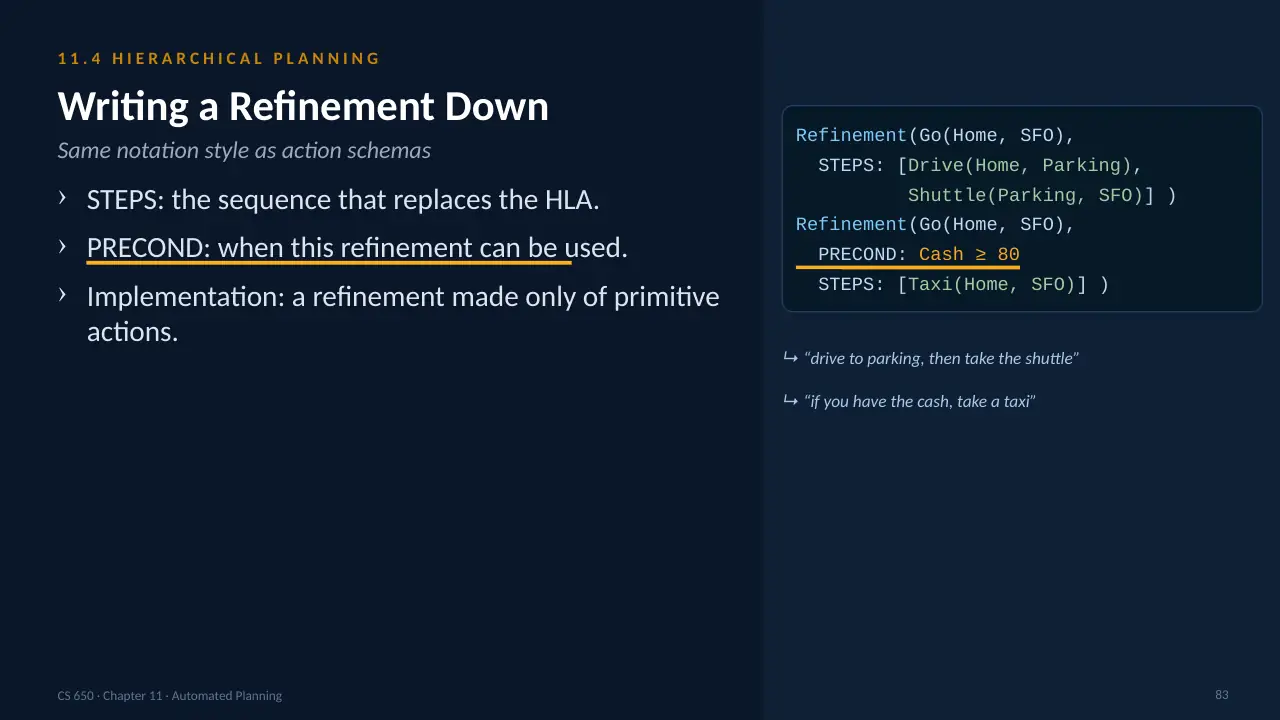 11.4 HIERARCHICAL PLANNING
Writing a Refinement Down
Same notation style as action schemas
› STEPS: the sequence that replaces the HLA.
› PRECOND: when this refinement can be used.
› Implementation: a refinement made only of primitive
actions.
Refinement(Go(Home, SFO),
STEPS: [Drive(Home, Parking),
Shuttle(Parking, SFO)] )
Refinement(Go(Home, SFO),
PRECOND: Cash ≥ 80
STEPS: [Taxi(Home, SFO)] )
↪ “drive to parking, then take the shuttle”
↪ “if you have the cash, take a taxi”
CS 650 · Chapter 11 · Automated Planning
83